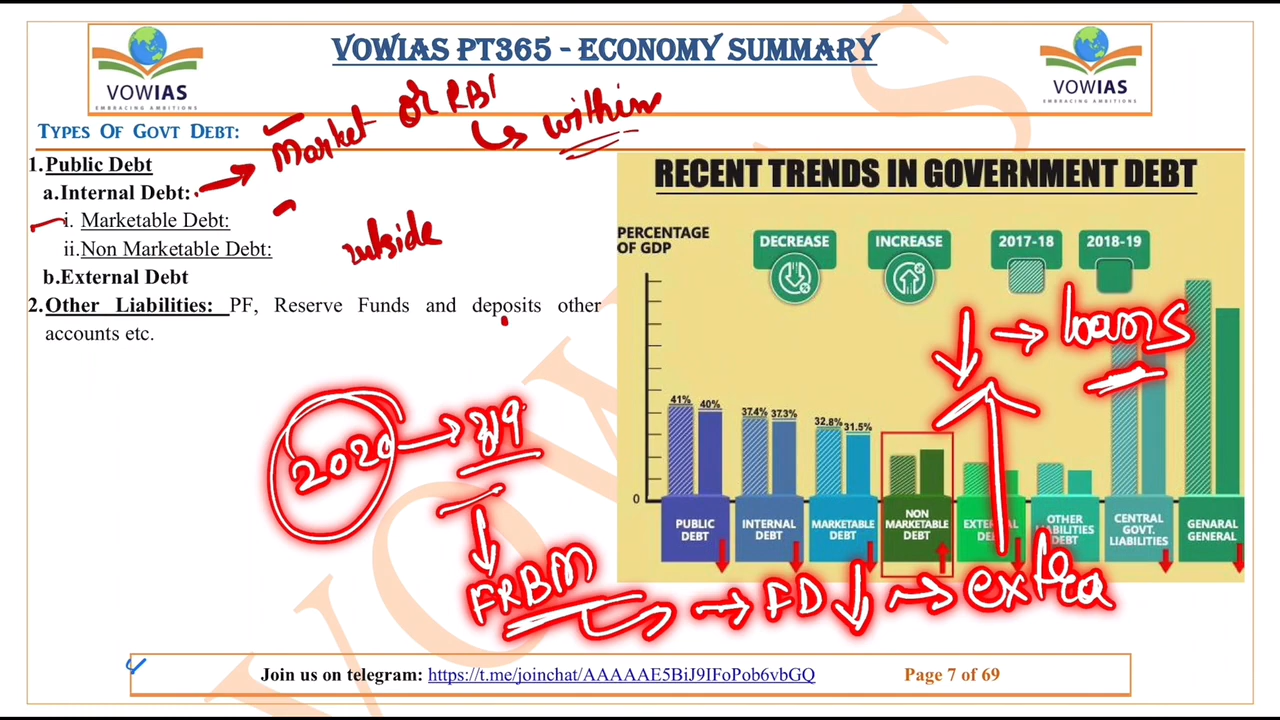 VOWIAS PT365 - ECONOMY SUMMARY
VOWIAS
EMBRACING AMBITIONS
VOWIAS
EMBRACING AMBITIONS
TYPES OF GOVT DEBT:
Market or RBI
within
1. Public Debt
a. Internal Debt:
i. Marketable Debt:
ii. Non Marketable Debt:
outside
b. External Debt
2. Other Liabilities: PF, Reserve Funds and deposits other
accounts etc.
RECENT TRENDS IN GOVERNMENT DEBT
PERCENTAGE
OF GDP
DECREASE
INCREASE
2017-18
2018-19
loans
41% 40%
37.4% 37.3%
32.8% 31.5%
0
PUBLIC
DEBT
INTERNAL
DEBT
MARKETABLE
DEBT
NON
MARKETABLE
DEBT
OTHER
DEBT
CENTRAL
GOVT.
LIABILITIES
GENARAL
GENERAL
2020
FRBM
FD
extra
Join us on telegram: https://t.me/joinchat/AAAAAE5BiJ9IFoPob6vbGQ
Page 7 of 69